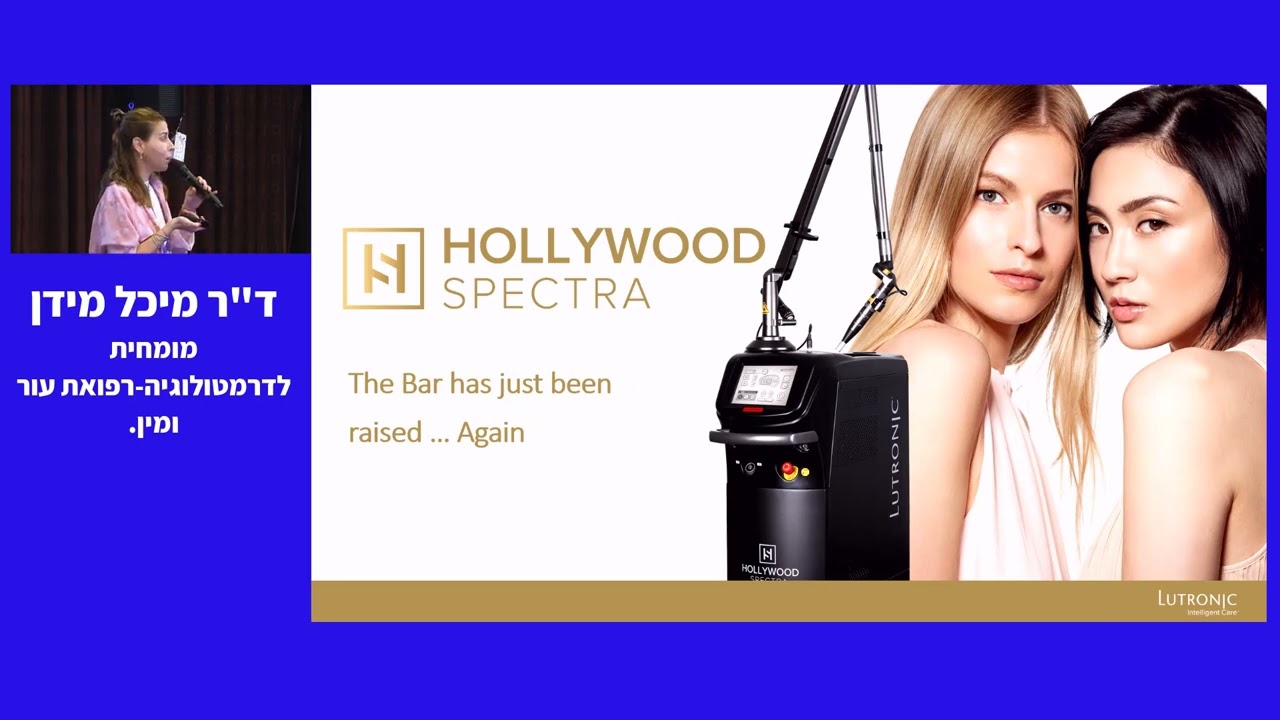 ד"ר מיכל מידן
מומחית
לדרמטולוגיה-רפואת עור
ומין.
HOLLYWOOD
SPECTRA
The Bar has just been
raised ... Again
LUTRONIC
HOLLYWOOD
SPECTRA
LUTRONIC
Intelligent Care